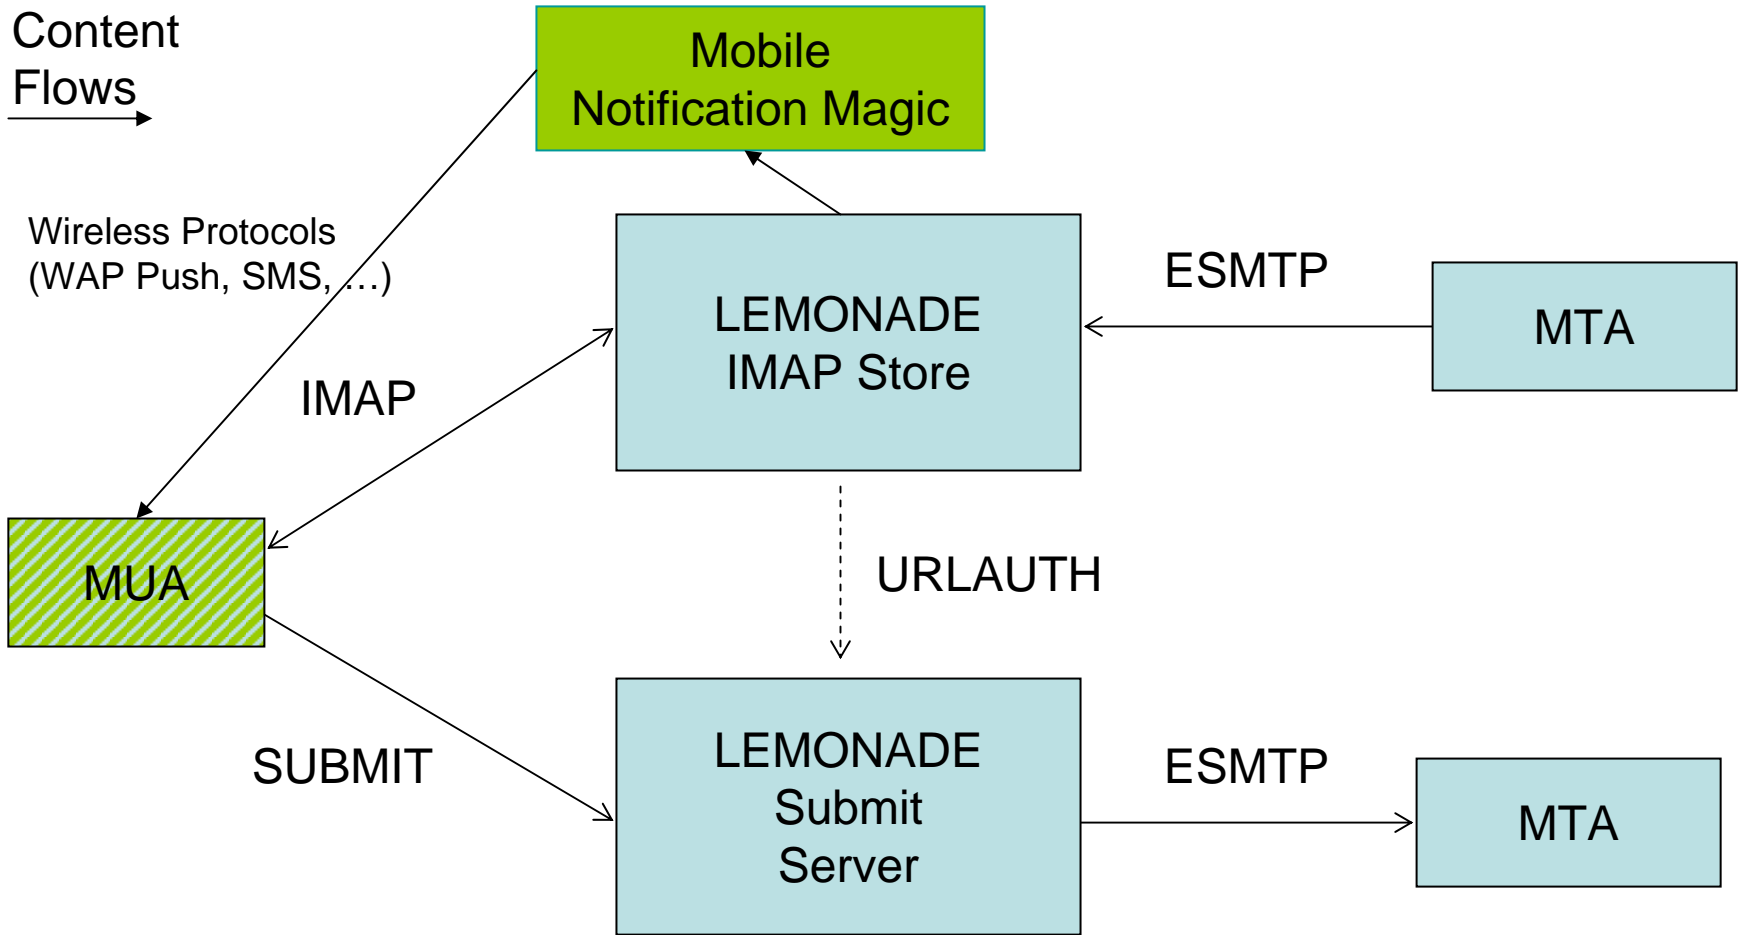 Content
Flows
Mobile
Notification Magic
Wireless Protocols
(WAP Push, SMS, …)
IMAP
LEMONADE
IMAP Store
ESMTP
MTA
MUA
URLAUTH
SUBMIT
LEMONADE
Submit
Server
ESMTP
MTA